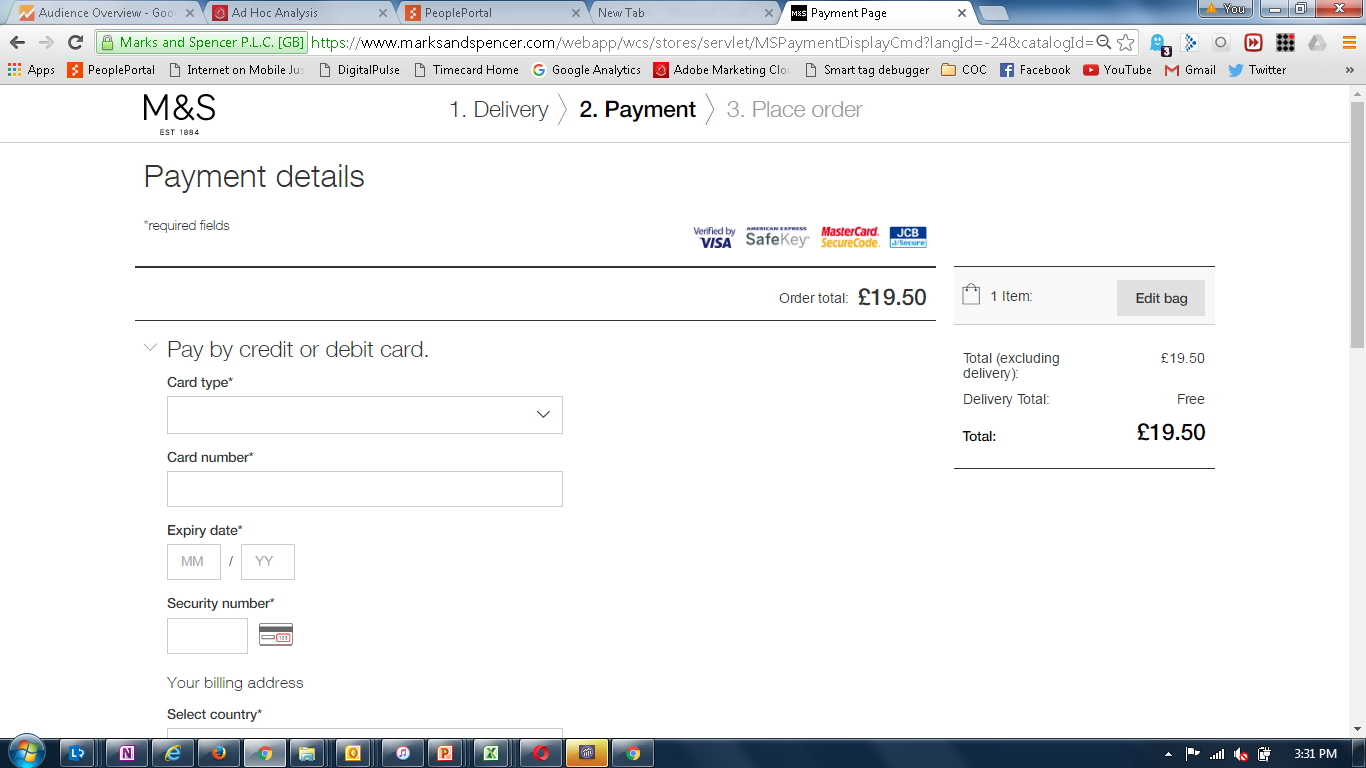 Audience Overview - Goo
Ad Hoc Analysis
PeoplePortal
New Tab
M&S
Payment Page
You
Marks and Spencer P.L.C. [GB]
https://www.marksandspencer.com/webapp/wcs/stores/servlet/MSPaymentDisplayCmd?langId=-24&catalogId=
3
Apps
PeoplePortal
Internet on Mobile Jus
DigitalPulse
Timecard Home
Google Analytics
Adobe Marketing Clo
Smart tag debugger
COC
Facebook
YouTube
Gmail
Twitter
M&S
EST 1884
1. Delivery
2. Payment
3. Place order
Payment details
*required fields
Verified by
VISA
AMERICAN EXPRESS
SafeKey
MasterCard.
SecureCode.
JCB
J/Secure
Order total: £19.50
1 Item:
Edit bag
Pay by credit or debit card.
Card type*
Card number*
Expiry date*
MM / YY
Security number*
123
Your billing address
Select country*
Total (excluding
delivery):
£19.50
Delivery Total:
Free
Total:
£19.50
3:31 PM